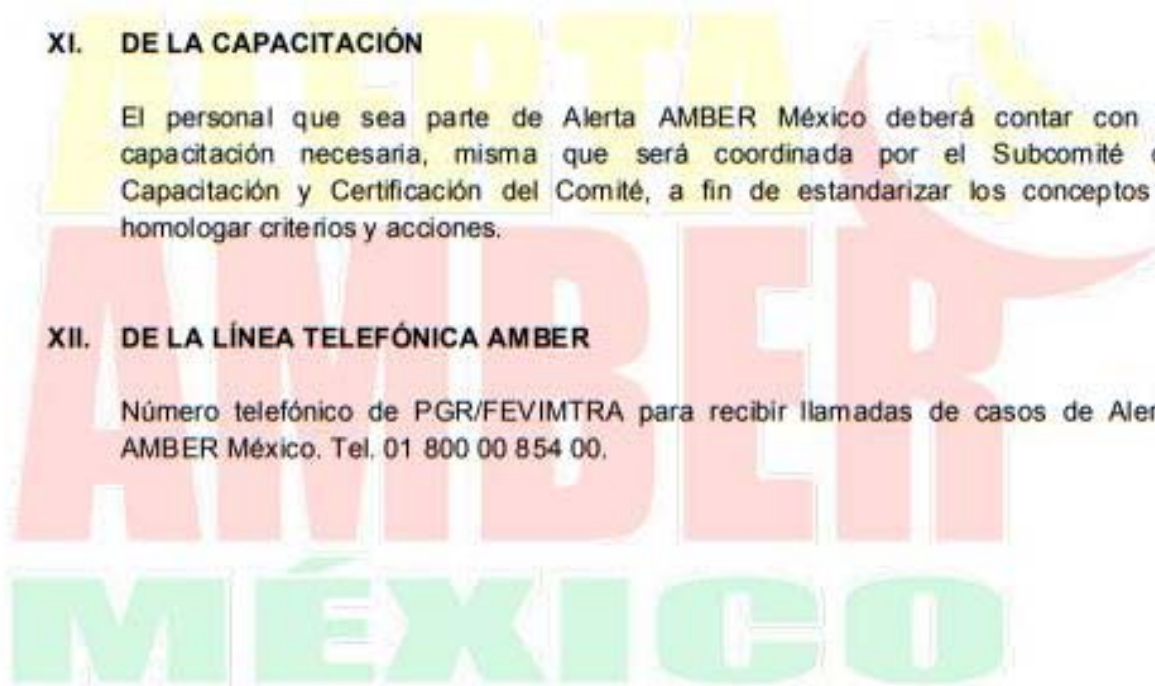 ALERTA
AMBER
MÉXICO
XI. DE LA CAPACITACIÓN
El personal que sea parte de Alerta AMBER México deberá contar con
capacitación necesaria, misma que será coordinada por el Subcomité
Capacitación y Certificación del Comité, a fin de estandarizar los conceptos
homologar criterios y acciones.
XII. DE LA LÍNEA TELEFÓNICA AMBER
Número telefónico de PGR/FEVIMTRA para recibir llamadas de casos de Aler
AMBER México. Tel. 01 800 00 854 00.